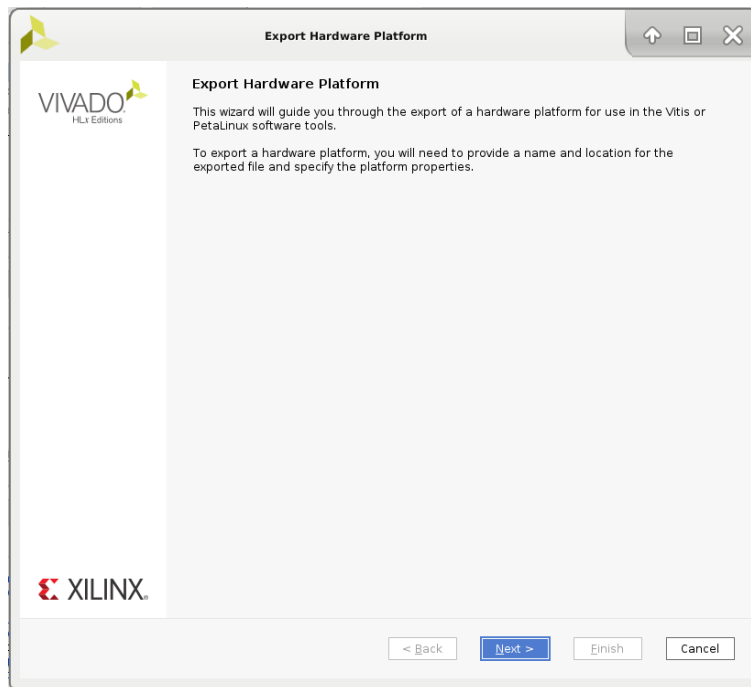 Export Hardware Platform
VIVADO.
HLx Editions
Export Hardware Platform
This wizard will guide you through the export of a hardware platform for use in the Vitis or
PetaLinux software tools.
To export a hardware platform, you will need to provide a name and location for the
exported file and specify the platform properties.
XILINX.
< Back
Next >
Finish
Cancel